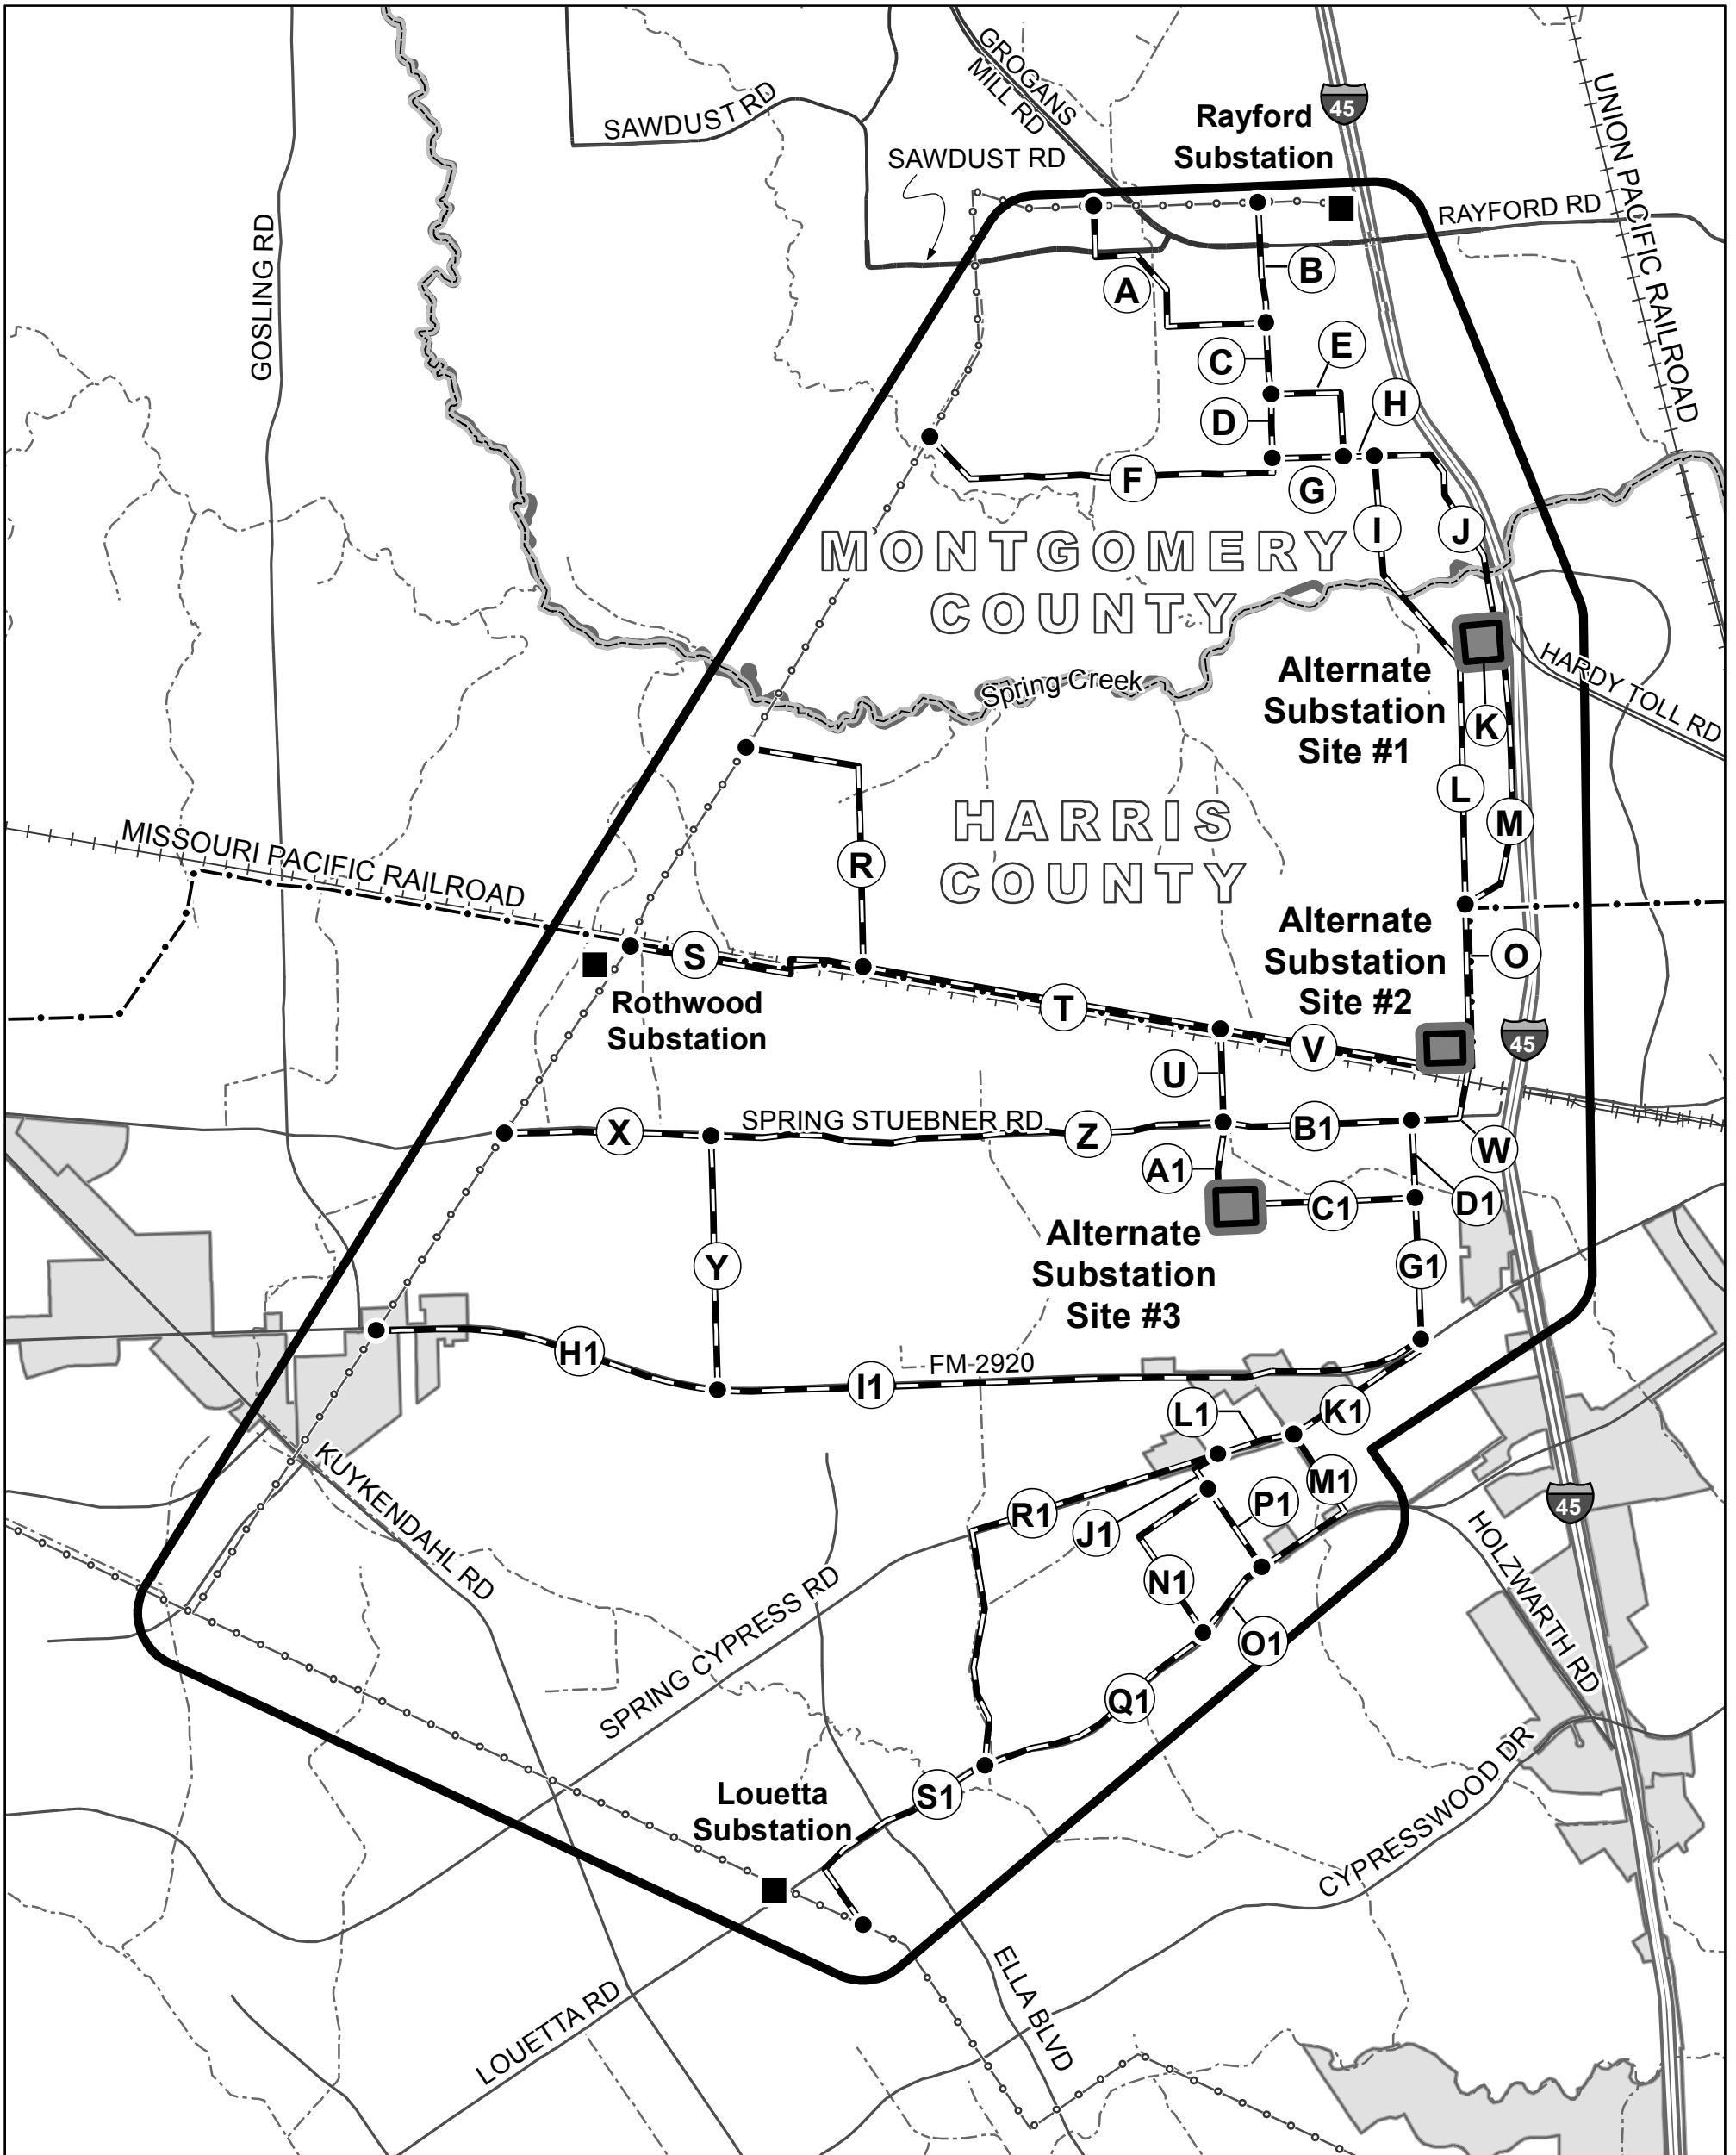 GROGANS
MILL RD
SAWDUST RD
Rayford
Substation
45
UNION PACIFIC RAILROAD
SAWDUST RD
RAYFORD RD
GOSLING RD
A
B
C
E
D
H
F
G
I
J
MONTGOMERY
COUNTY
Spring Creek
Alternate
Substation
Site #1
HARDY TOLL RD
K
L
M
HARRIS
COUNTY
MISSOURI PACIFIC RAILROAD
R
Alternate
Substation
Site #2
O
S
Rothwood
Substation
T
V
45
U
SPRING STUEBNER RD
X
Z
B1
W
A1
C1
D1
Alternate
Substation
Site #3
Y
G1
H1
FM 2920
I1
L1
K1
KUYKENDAHL RD
M1
R1
J1
P1
45
HOLZWARTH RD
N1
O1
SPRING CYPRESS RD
Q1
S1
Louetta
Substation
CYPRESSWOOD DR
ELLA BLVD
LOUETTA RD